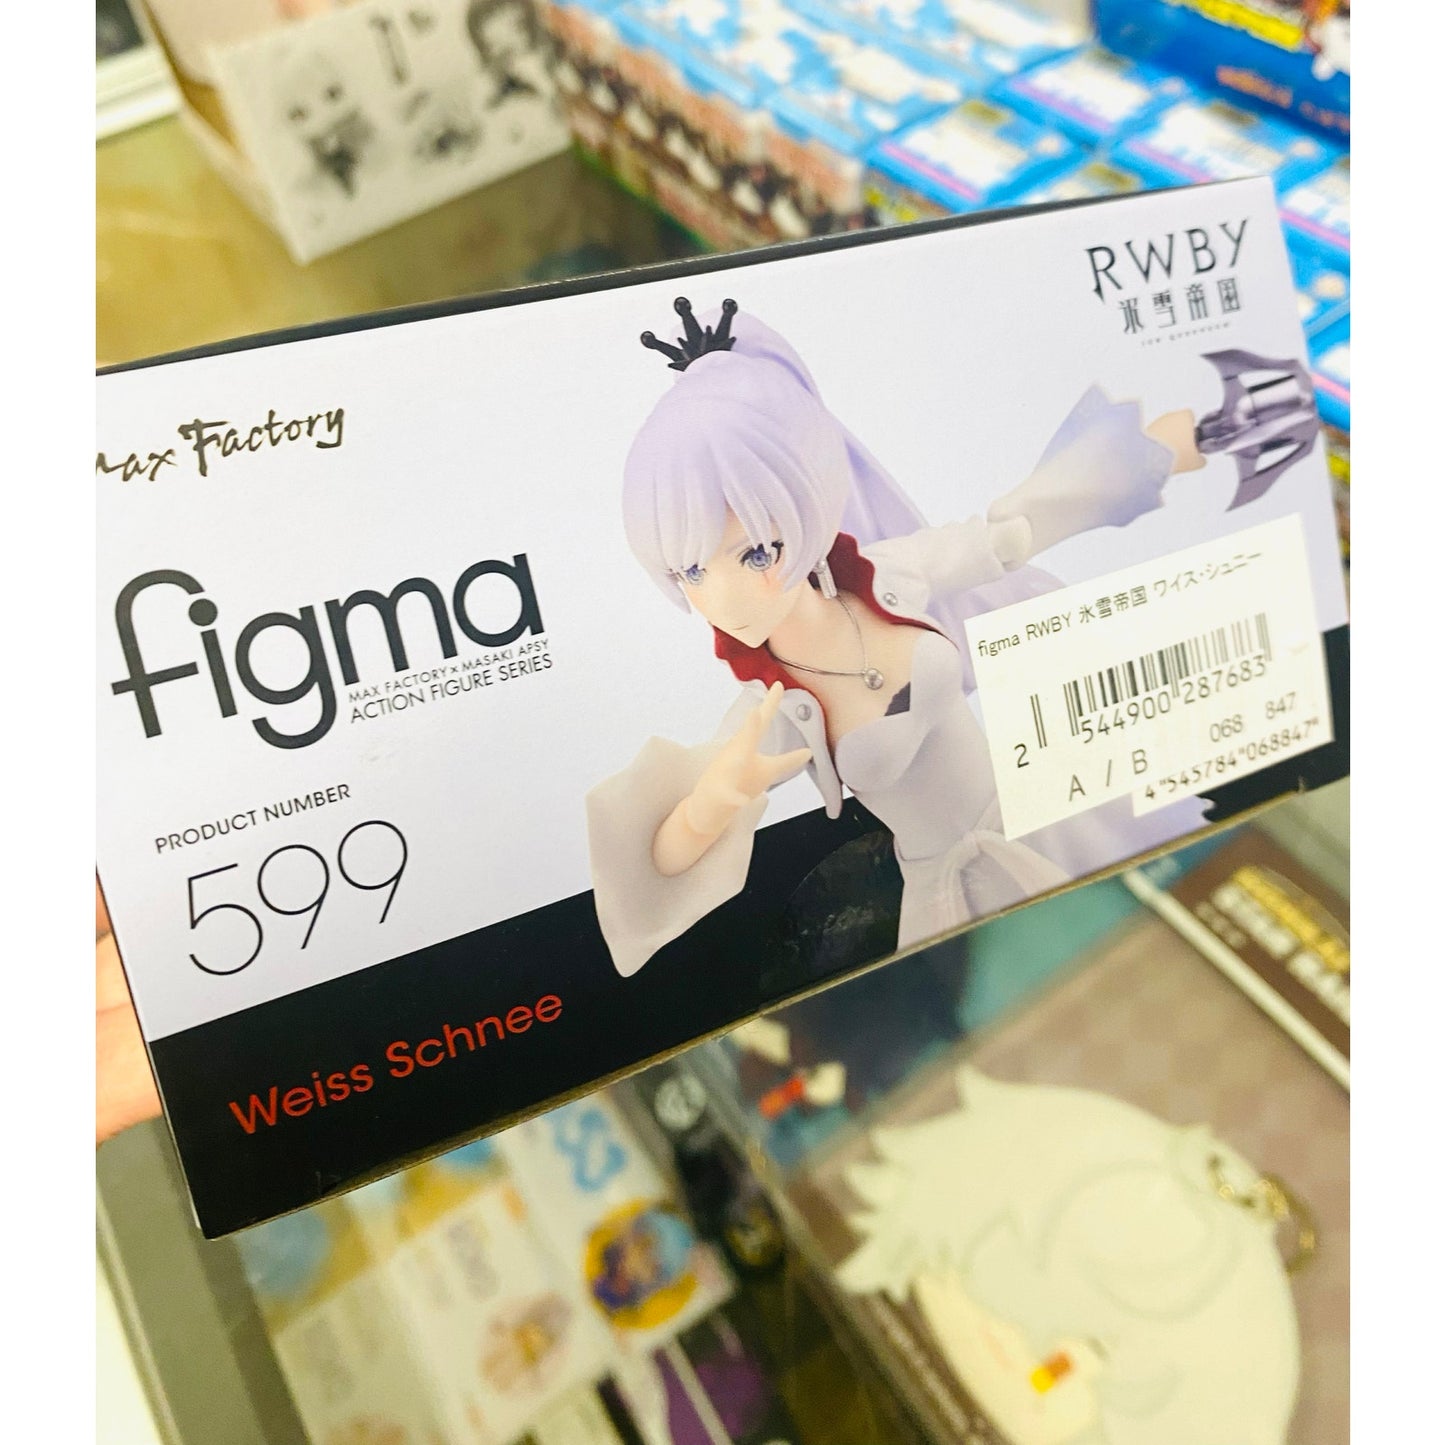 RWBY
氷雪帝国
ICE QUEENDOM
Max Factory
figma
MAX FACTORY × MASAKI APSY
ACTION FIGURE SERIES
PRODUCT NUMBER
599
Weiss Schnee
figma RWBY 氷雪帝国 ワイス・シュニー
2 544900 287683
A / B 068 847
4"545784"068847"